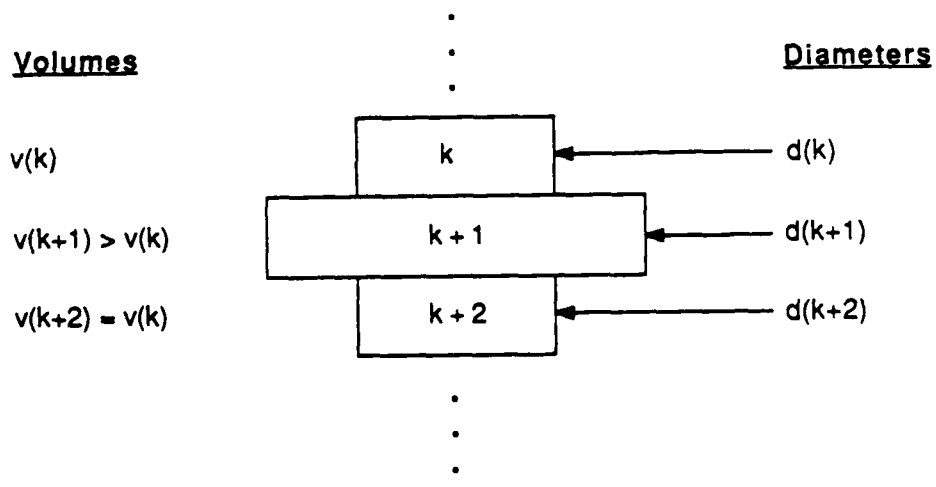 Volumes
Diameters
v(k)
k
d(k)
v(k+1) > v(k)
k + 1
d(k+1)
v(k+2) = v(k)
k + 2
d(k+2)